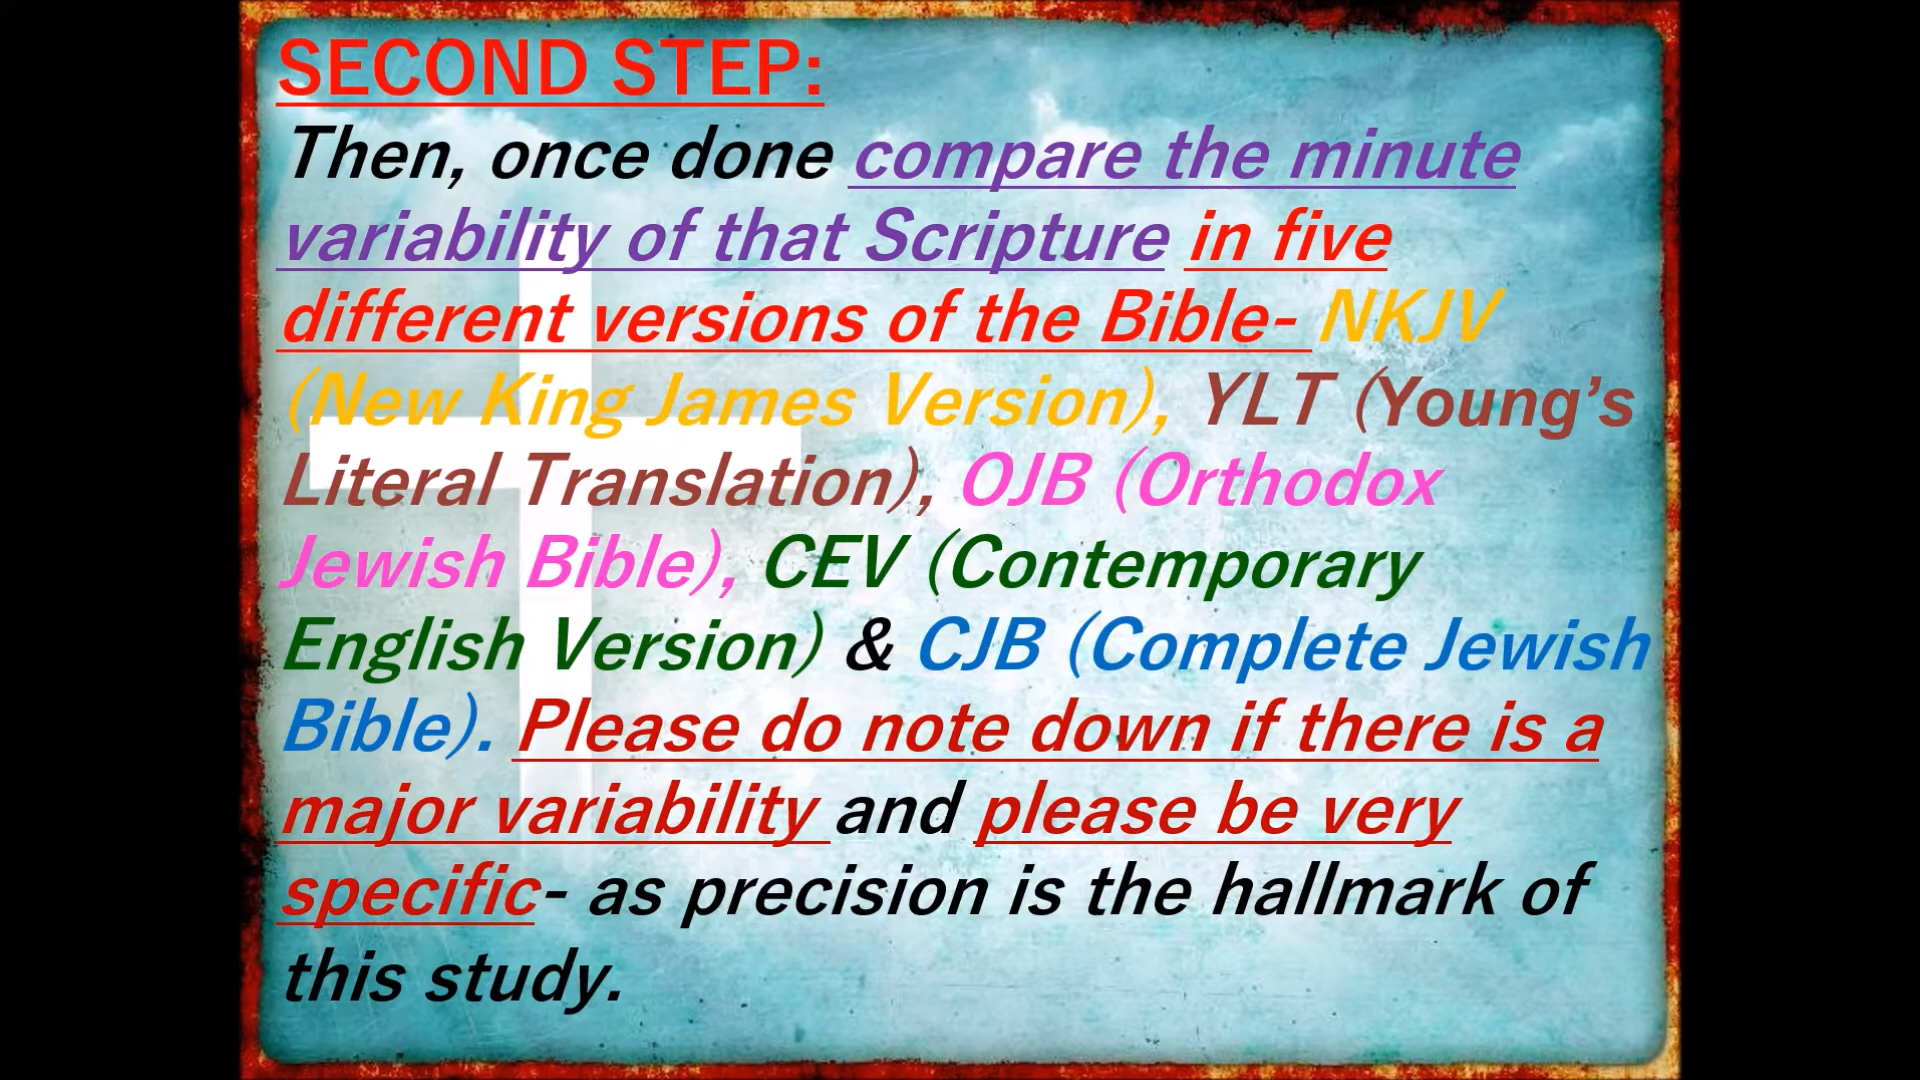 SECOND STEP:
Then, once done compare the minute
variability of that Scripture in five
different versions of the Bible- NKJV
(New King James Version), YLT (Young’s
Literal Translation), OJB (Orthodox
Jewish Bible), CEV (Contemporary
English Version) & CJB (Complete Jewish
Bible). Please do note down if there is a
major variability and please be very
specific- as precision is the hallmark of
this study.